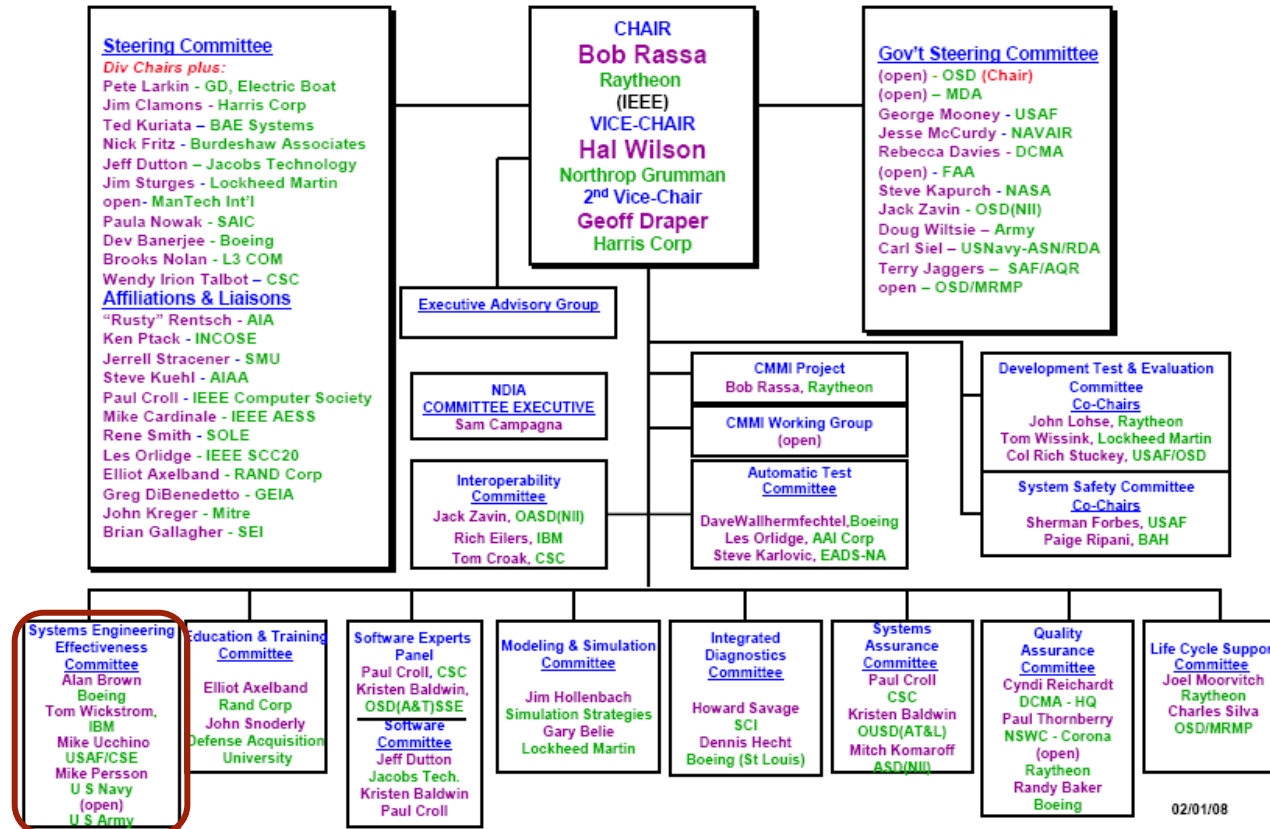 Steering Committee
Div Chairs plus:
Pete Larkin - GD, Electric Boat
Jim Clamons - Harris Corp
Ted Kuriata – BAE Systems
Nick Fritz - Burdeshaw Associates
Jeff Dutton – Jacobs Technology
Jim Sturges - Lockheed Martin
open- ManTech Int'l
Paula Nowak - SAIC
Dev Banerjee - Boeing
Brooks Nolan - L3 COM
Wendy Irion Talbot – CSC
Affiliations & Liaisons
"Rusty" Rentsch - AIA
Ken Ptack - INCOSE
Jerrell Stracener - SMU
Steve Kuehl - AIAA
Paul Croll - IEEE Computer Society
Mike Cardinale - IEEE AESS
Rene Smith - SOLE
Les Orlidge - IEEE SCC20
Elliot Axelband - RAND Corp
Greg DiBenedetto - GEIA
John Kreger - Mitre
Brian Gallagher - SEI
CHAIR
Bob Rassa
Raytheon
(IEEE)
VICE-CHAIR
Hal Wilson
Northrop Grumman
2nd Vice-Chair
Geoff Draper
Harris Corp
Gov't Steering Committee
(open) - OSD (Chair)
(open) – MDA
George Mooney - USAF
Jesse McCurdy - NAVAIR
Rebecca Davies - DCMA
(open) - FAA
Steve Kapurch - NASA
Jack Zavin - OSD(NII)
Doug Wiltsie – Army
Carl Siel – USNavy-ASN/RDA
Terry Jaggers – SAF/AQR
open – OSD/MRMP
Executive Advisory Group
NDIA
COMMITTEE EXECUTIVE
Sam Campagna
CMMI Project
Bob Rassa, Raytheon
CMMI Working Group
(open)
Development Test & Evaluation
Committee
Co-Chairs
John Lohse, Raytheon
Tom Wissink, Lockheed Martin
Col Rich Stuckey, USAF/OSD
System Safety Committee
Co-Chairs
Sherman Forbes, USAF
Paige Ripani, BAH
Interoperability
Committee
Jack Zavin, OASD(NII)
Rich Eilers, IBM
Tom Croak, CSC
Automatic Test
Committee
DaveWallhermfechtel,Boeing
Les Orlidge, AAI Corp
Steve Karlovic, EADS-NA
Systems Engineering
Effectiveness
Committee
Alan Brown
Boeing
Tom Wickstrom,
IBM
Mike Ucchino
USAF/CSE
Mike Persson
U S Navy
(open)
U S Army
Education & Training
Committee
Elliot Axelband
Rand Corp
John Snoderly
Defense Acquisition
University
Software Experts
Panel
Paul Croll, CSC
Kristen Baldwin,
OSD(A&T)SSE
Software
Committee
Jeff Dutton
Jacobs Tech.
Kristen Baldwin
Paul Croll
Modeling & Simulation
Committee
Jim Hollenbach
Simulation Strategies
Gary Belie
Lockheed Martin
Integrated
Diagnostics
Committee
Howard Savage
SCI
Dennis Hecht
Boeing (St Louis)
Systems
Assurance
Committee
Paul Croll
CSC
Kristen Baldwin
OUSD(AT&L)
Mitch Komaroff
ASD(NII)
Quality
Assurance
Committee
Cyndi Reichardt
DCMA - HQ
Paul Thornberry
NSWC - Corona
(open)
Raytheon
Randy Baker
Boeing
Life Cycle Support
Committee
Joel Moorvitch
Raytheon
Charles Silva
OSD/MRMP
02/01/08